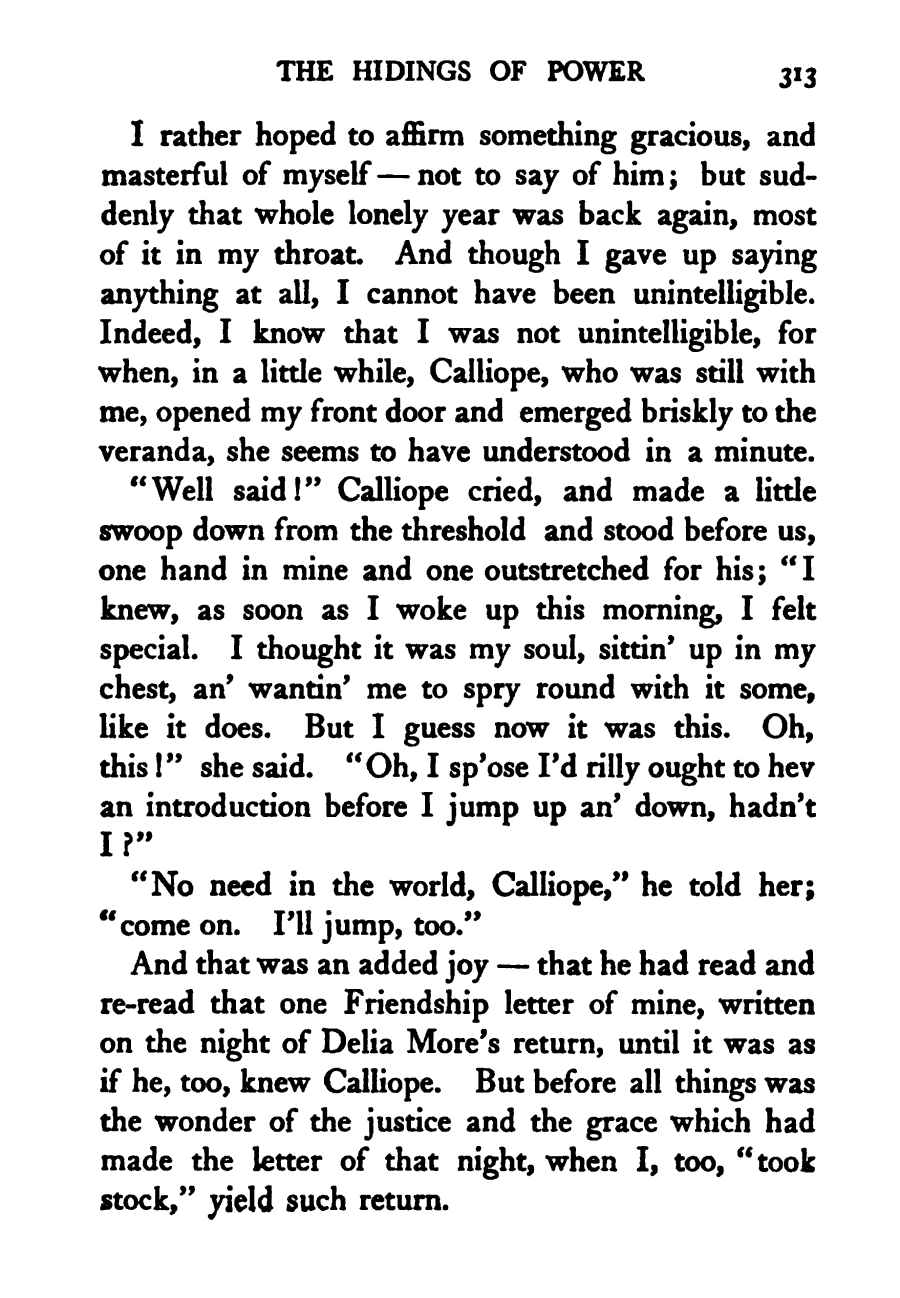 THE HIDINGS OF POWER 313
I rather hoped to affirm something gracious, and
masterful of myself — not to say of him; but sud-
denly that whole lonely year was back again, most
of it in my throat. And though I gave up saying
anything at all, I cannot have been unintelligible.
Indeed, I know that I was not unintelligible, for
when, in a little while, Calliope, who was still with
me, opened my front door and emerged briskly to the
veranda, she seems to have understood in a minute.
"Well said!" Calliope cried, and made a little
swoop down from the threshold and stood before us,
one hand in mine and one outstretched for his; "I
knew, as soon as I woke up this morning, I felt
special. I thought it was my soul, sittin' up in my
chest, an' wantin' me to spry round with it some,
like it does. But I guess now it was this. Oh,
this!" she said. "Oh, I sp'ose I'd rilly ought to hev
an introduction before I jump up an' down, hadn't
I?"
"No need in the world, Calliope," he told her;
"come on. I'll jump, too."
And that was an added joy — that he had read and
re-read that one Friendship letter of mine, written
on the night of Delia More's return, until it was as
if he, too, knew Calliope. But before all things was
the wonder of the justice and the grace which had
made the letter of that night, when I, too, "took
stock," yield such return.